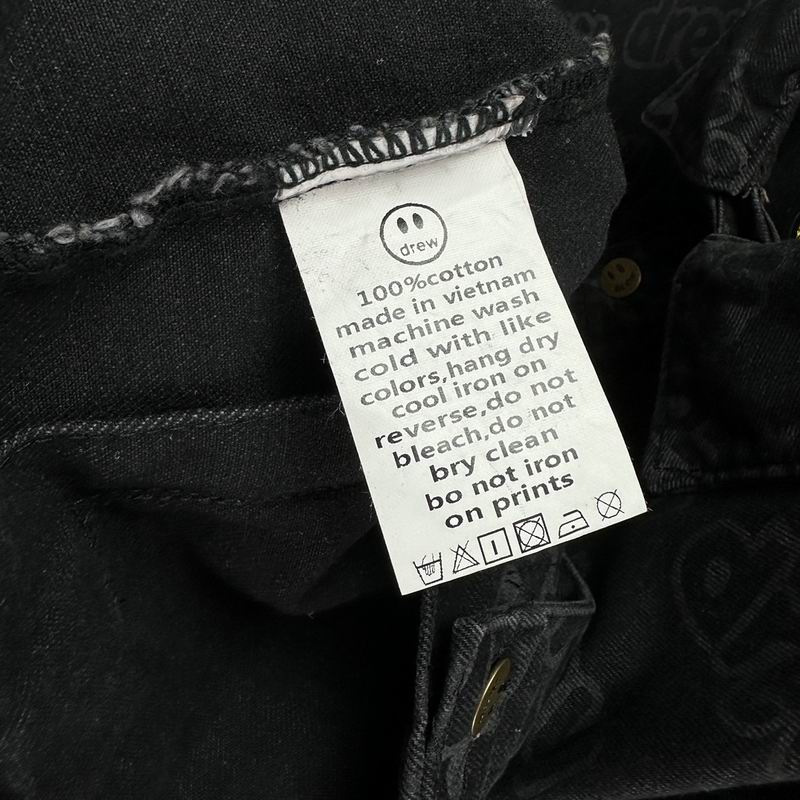 drew
drew
100%cotton
made in vietnam
machine wash
cold with like
colors,hang dry
cool iron on
reverse,do not
bleach,do not
bry clean
bo not iron
on prints